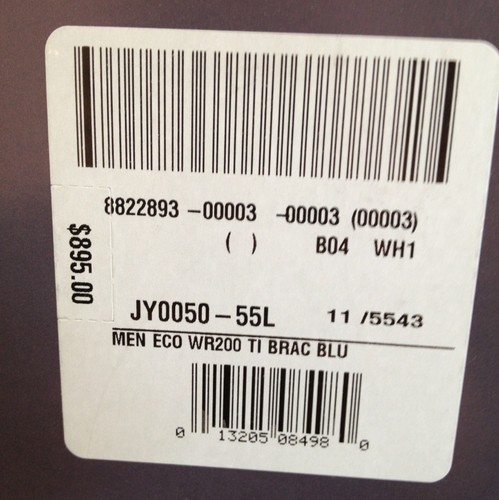 8822893 -00003 -00003 (00003)
( ) B04 WH1
$895.00
JY0050-55L 11 /5543
MEN ECO WR200 TI BRAC BLU
0 13205 08498 0